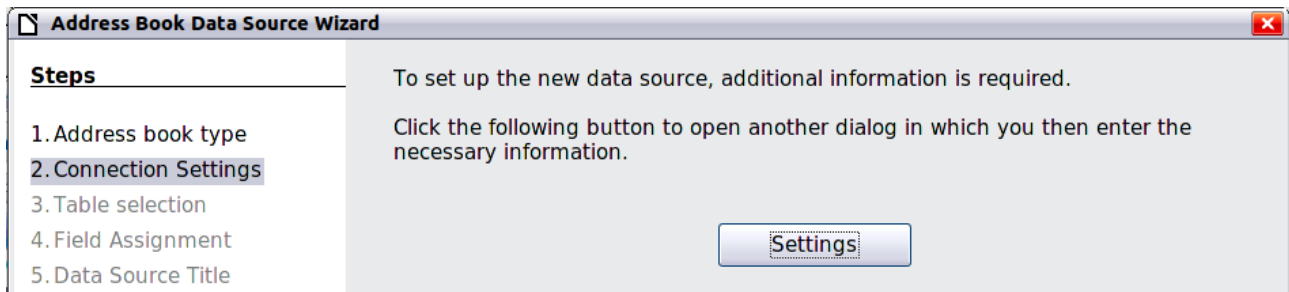 Address Book Data Source Wizard
Steps
1. Address book type
2. Connection Settings
3. Table selection
4. Field Assignment
5. Data Source Title
To set up the new data source, additional information is required.
Click the following button to open another dialog in which you then enter the
necessary information.
Settings